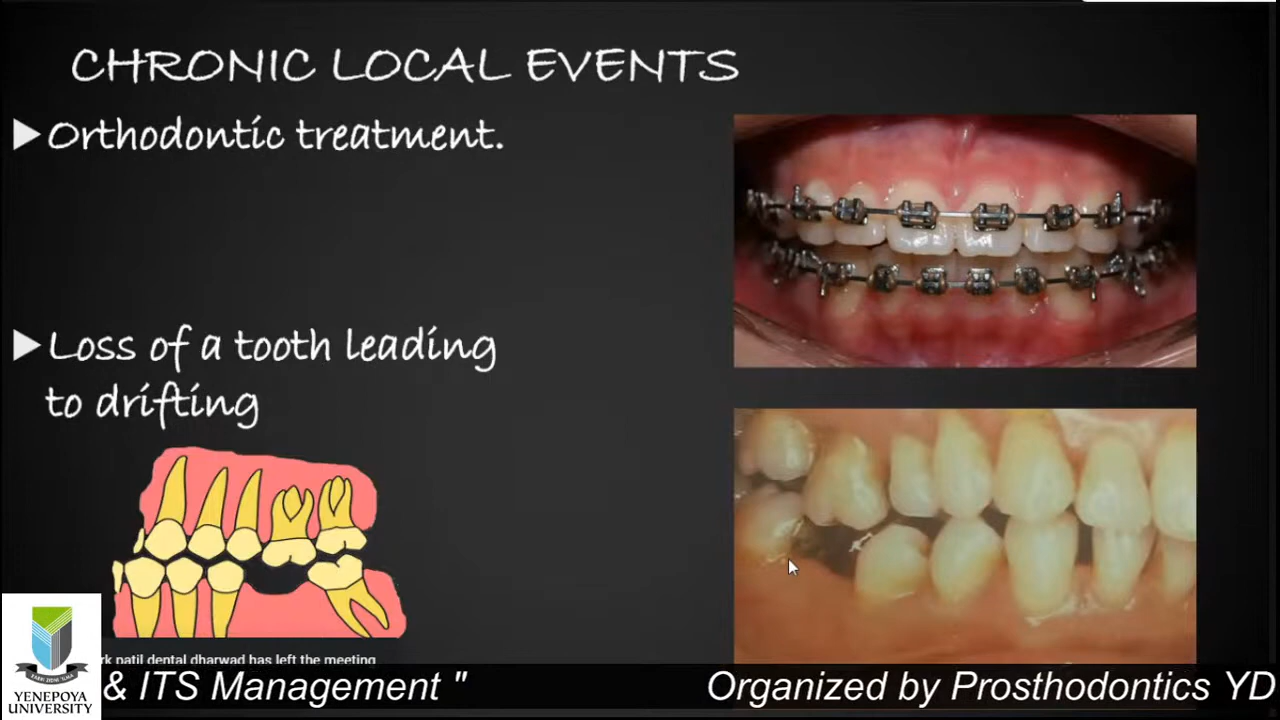 CHRONIC LOCAL EVENTS
Orthodontic treatment.
Loss of a tooth leading
to drifting
rk patil dental dharwad has left the meeting
& ITS Management " Organized by Prosthodontics YD
YENEPOYA
UNIVERSITY